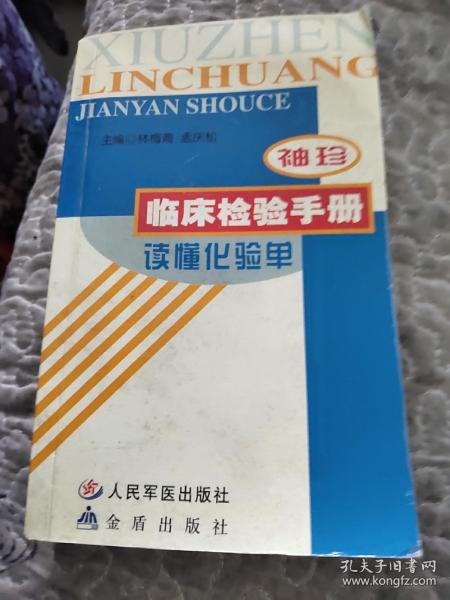 XIUZHEN
LINCHUANG
JIANYAN SHOUCE
主编◎林梅青 孟庆松
袖珍
临床检验手册
读懂化验单
人民军医出版社
金盾出版社
孔夫子旧书网
www.kongfz.com